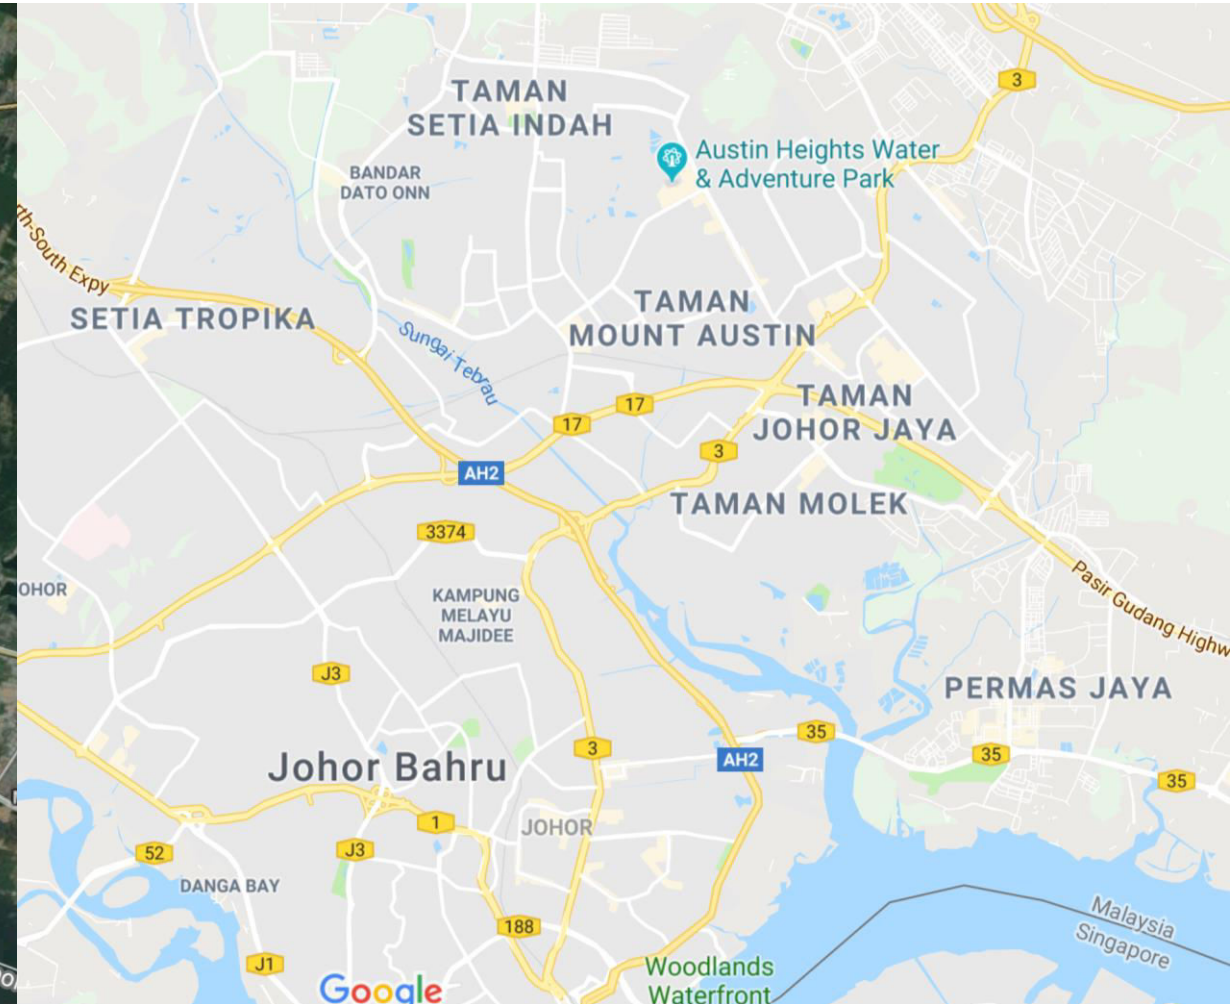 3
TAMAN
SETIA INDAH
Austin Heights Water
& Adventure Park
BANDAR
DATO ONN
rth-South Expy
SETIA TROPIKA
Sungai Tebrau
TAMAN
MOUNT AUSTIN
17
17
TAMAN
JOHOR JAYA
3
AH2
TAMAN MOLEK
3374
OHOR
KAMPUNG
MELAYU
MAJIDEE
Pasir Gudang Highw
J3
PERMAS JAYA
35
3
35
AH2
Johor Bahru
35
1
JOHOR
52
J3
DANGA BAY
188
Malaysia
Singapore
J1
Woodlands
Waterfront
Google